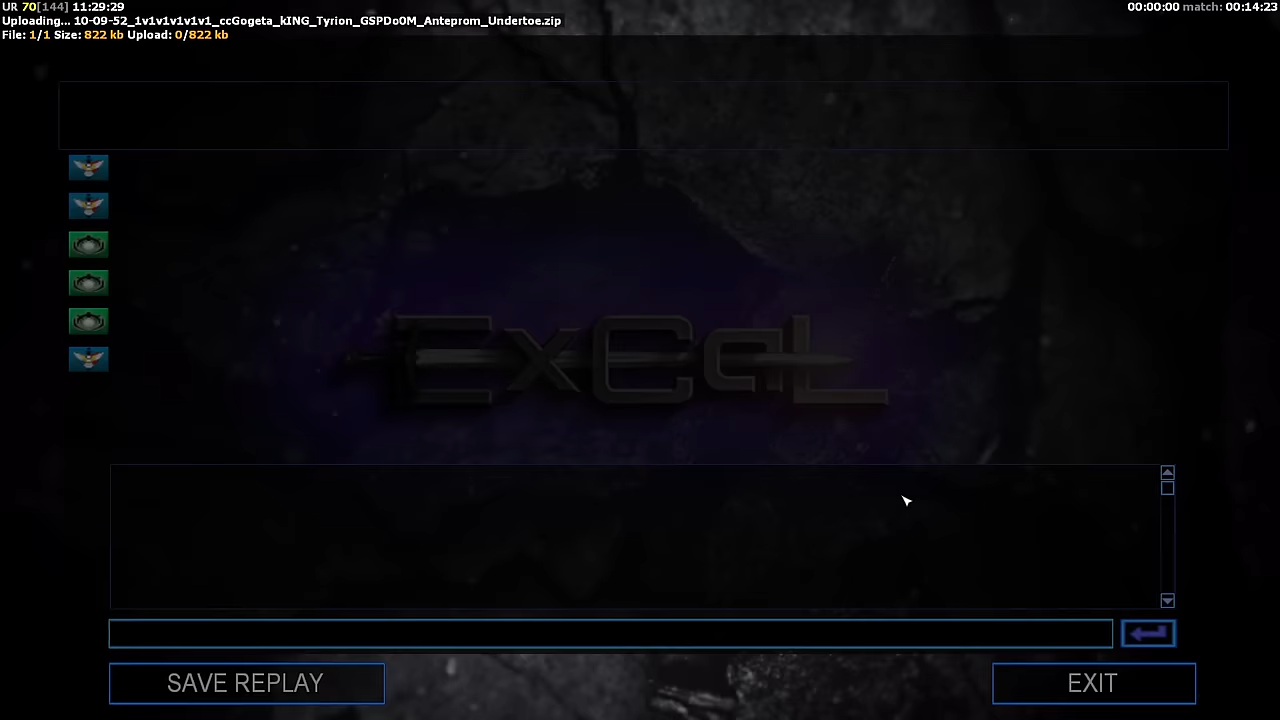 UR 70[144] 11:29:29
00:00:00 match: 00:14:23
Uploading... 10-09-52_1v1v1v1v1v1_ccGogeta_kING_Tyrion_GSPDo0M_Anteprom_Undertoe.zip
File: 1/1 Size: 822 kb Upload: 0/822 kb
ExCaL
SAVE REPLAY
EXIT